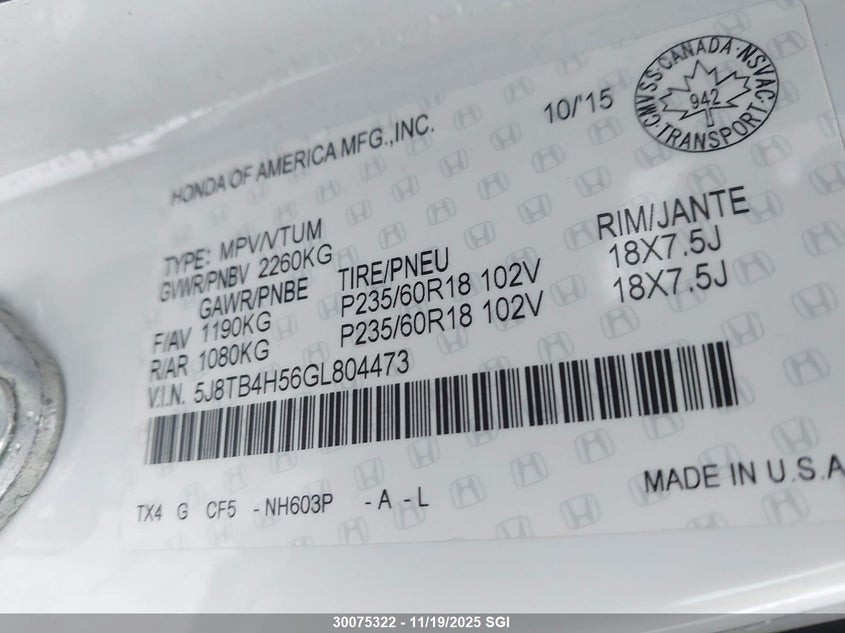 HONDA OF AMERICA MFG.,INC.
10/'15
CMVSS · CANADA · NSVAC
942
TRANSPORT
TYPE: MPV/VTUM
GVWR/PNBV 2260KG
GAWR/PNBE TIRE/PNEU RIM/JANTE
F/AV 1190KG P235/60R18 102V 18X7.5J
R/AR 1080KG P235/60R18 102V 18X7.5J
V.I.N. 5J8TB4H56GL804473
TX4 G CF5 -NH603P -A -L
MADE IN U.S.A
30075322 - 11/19/2025 SGI